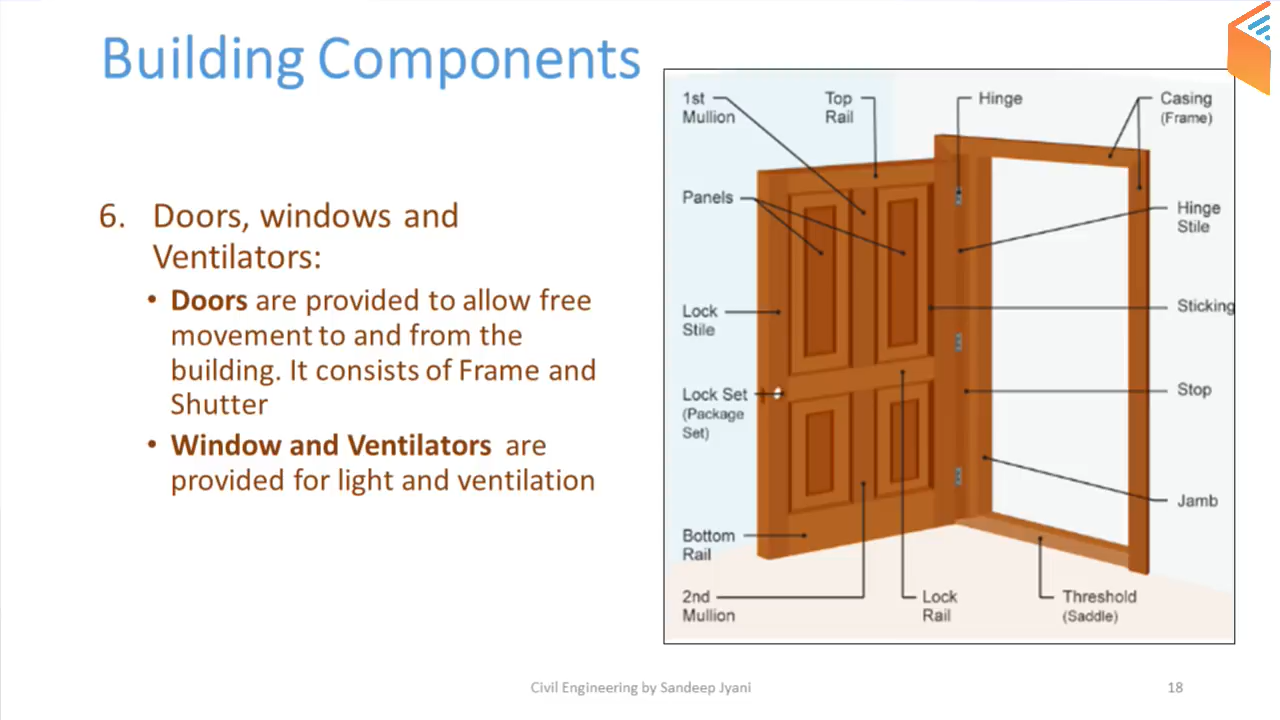 Building Components
6. Doors, windows and
Ventilators:
• Doors are provided to allow free
movement to and from the
building. It consists of Frame and
Shutter
• Window and Ventilators are
provided for light and ventilation
1st
Mullion
Top
Rail
Hinge
Casing
(Frame)
Panels
Hinge
Stile
Lock
Stile
Sticking
Lock Set
(Package
Set)
Stop
Jamb
Bottom
Rail
2nd
Mullion
Lock
Rail
Threshold
(Saddle)
Civil Engineering by Sandeep Jyani
18